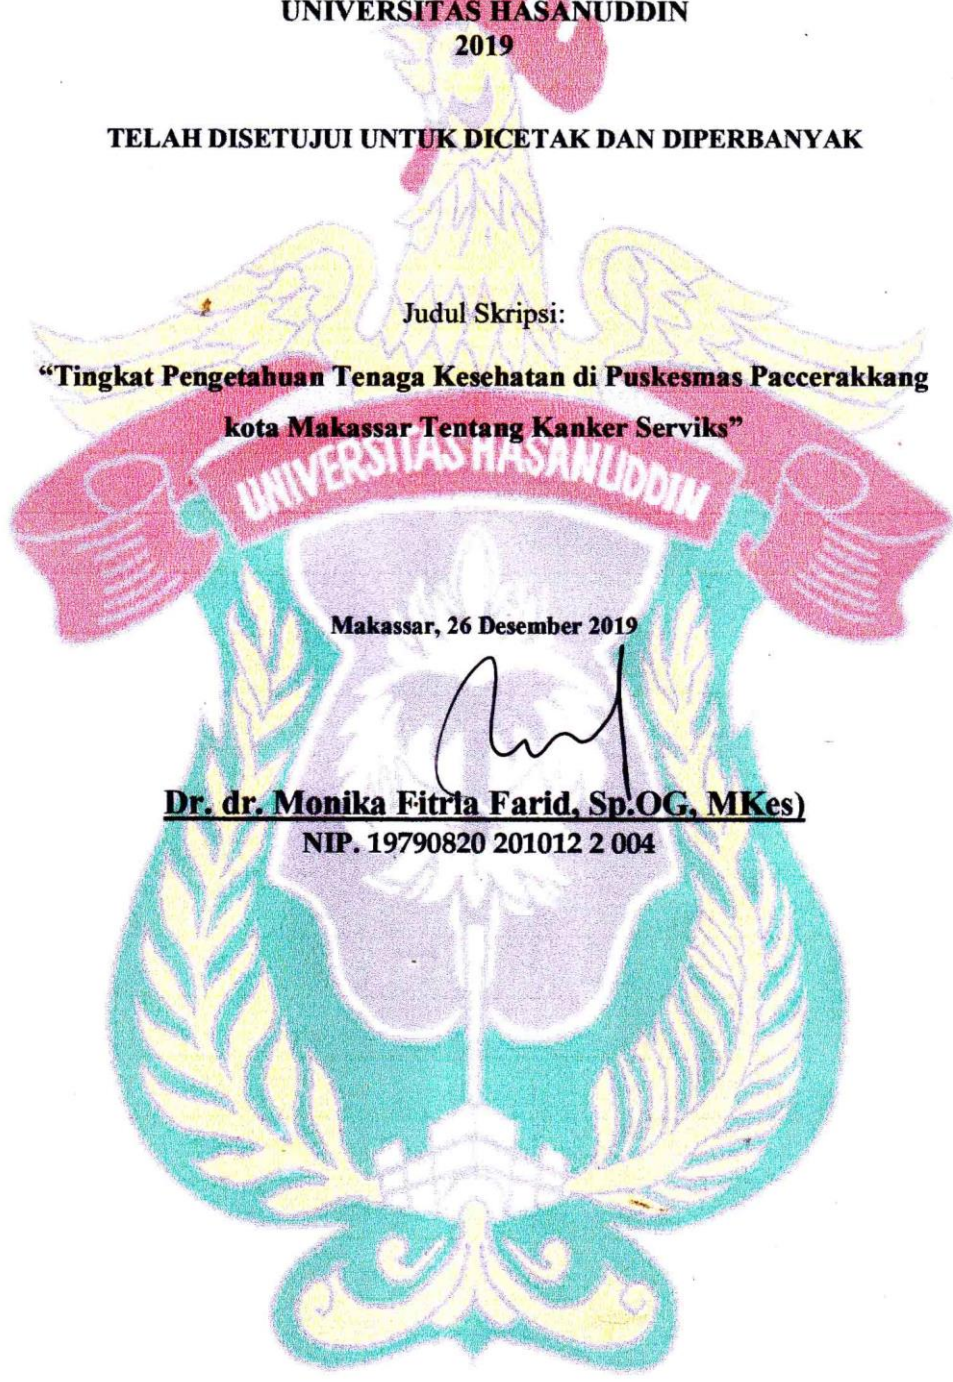 UNIVERSITAS HASANUDDIN
2019
TELAH DISETUJUI UNTUK DICETAK DAN DIPERBANYAK
Judul Skripsi:
“Tingkat Pengetahuan Tenaga Kesehatan di Puskesmas Paccerakkang
kota Makassar Tentang Kanker Serviks”
UNIVERSITAS HASANUDDIN
Makassar, 26 Desember 2019
Dr. dr. Monika Fitria Farid, Sp.OG, MKes)
NIP. 19790820 201012 2 004